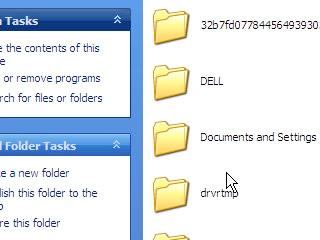 Tasks
e the contents of this
e
or remove programs
rch for files or folders
Folder Tasks
e a new folder
lish this folder to the
o
re this folder
32b7fd07784456493930
DELL
Documents and Settings
drvrtmp